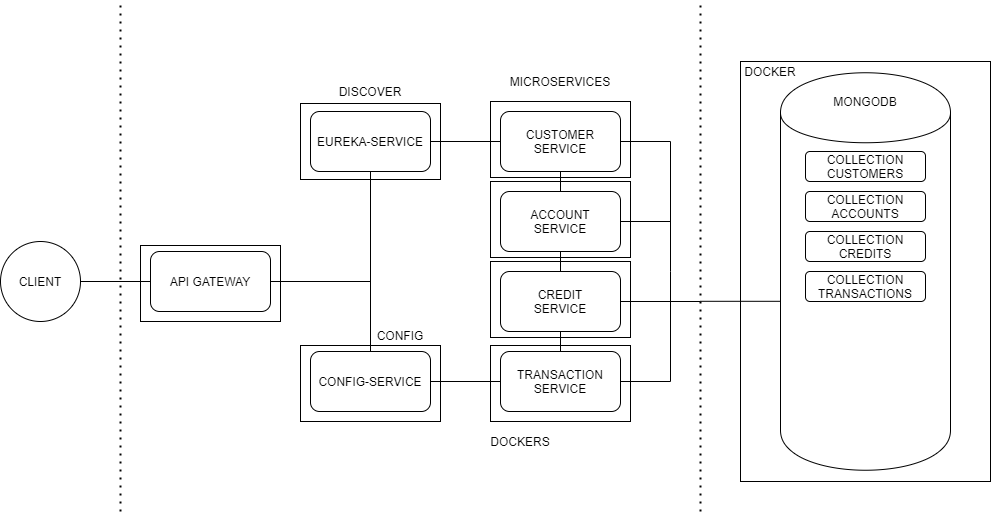 CLIENT
API GATEWAY
DISCOVER
EUREKA-SERVICE
CONFIG
CONFIG-SERVICE
MICROSERVICES
CUSTOMER
SERVICE
ACCOUNT
SERVICE
CREDIT
SERVICE
TRANSACTION
SERVICE
DOCKERS
DOCKER
MONGODB
COLLECTION
CUSTOMERS
COLLECTION
ACCOUNTS
COLLECTION
CREDITS
COLLECTION
TRANSACTIONS